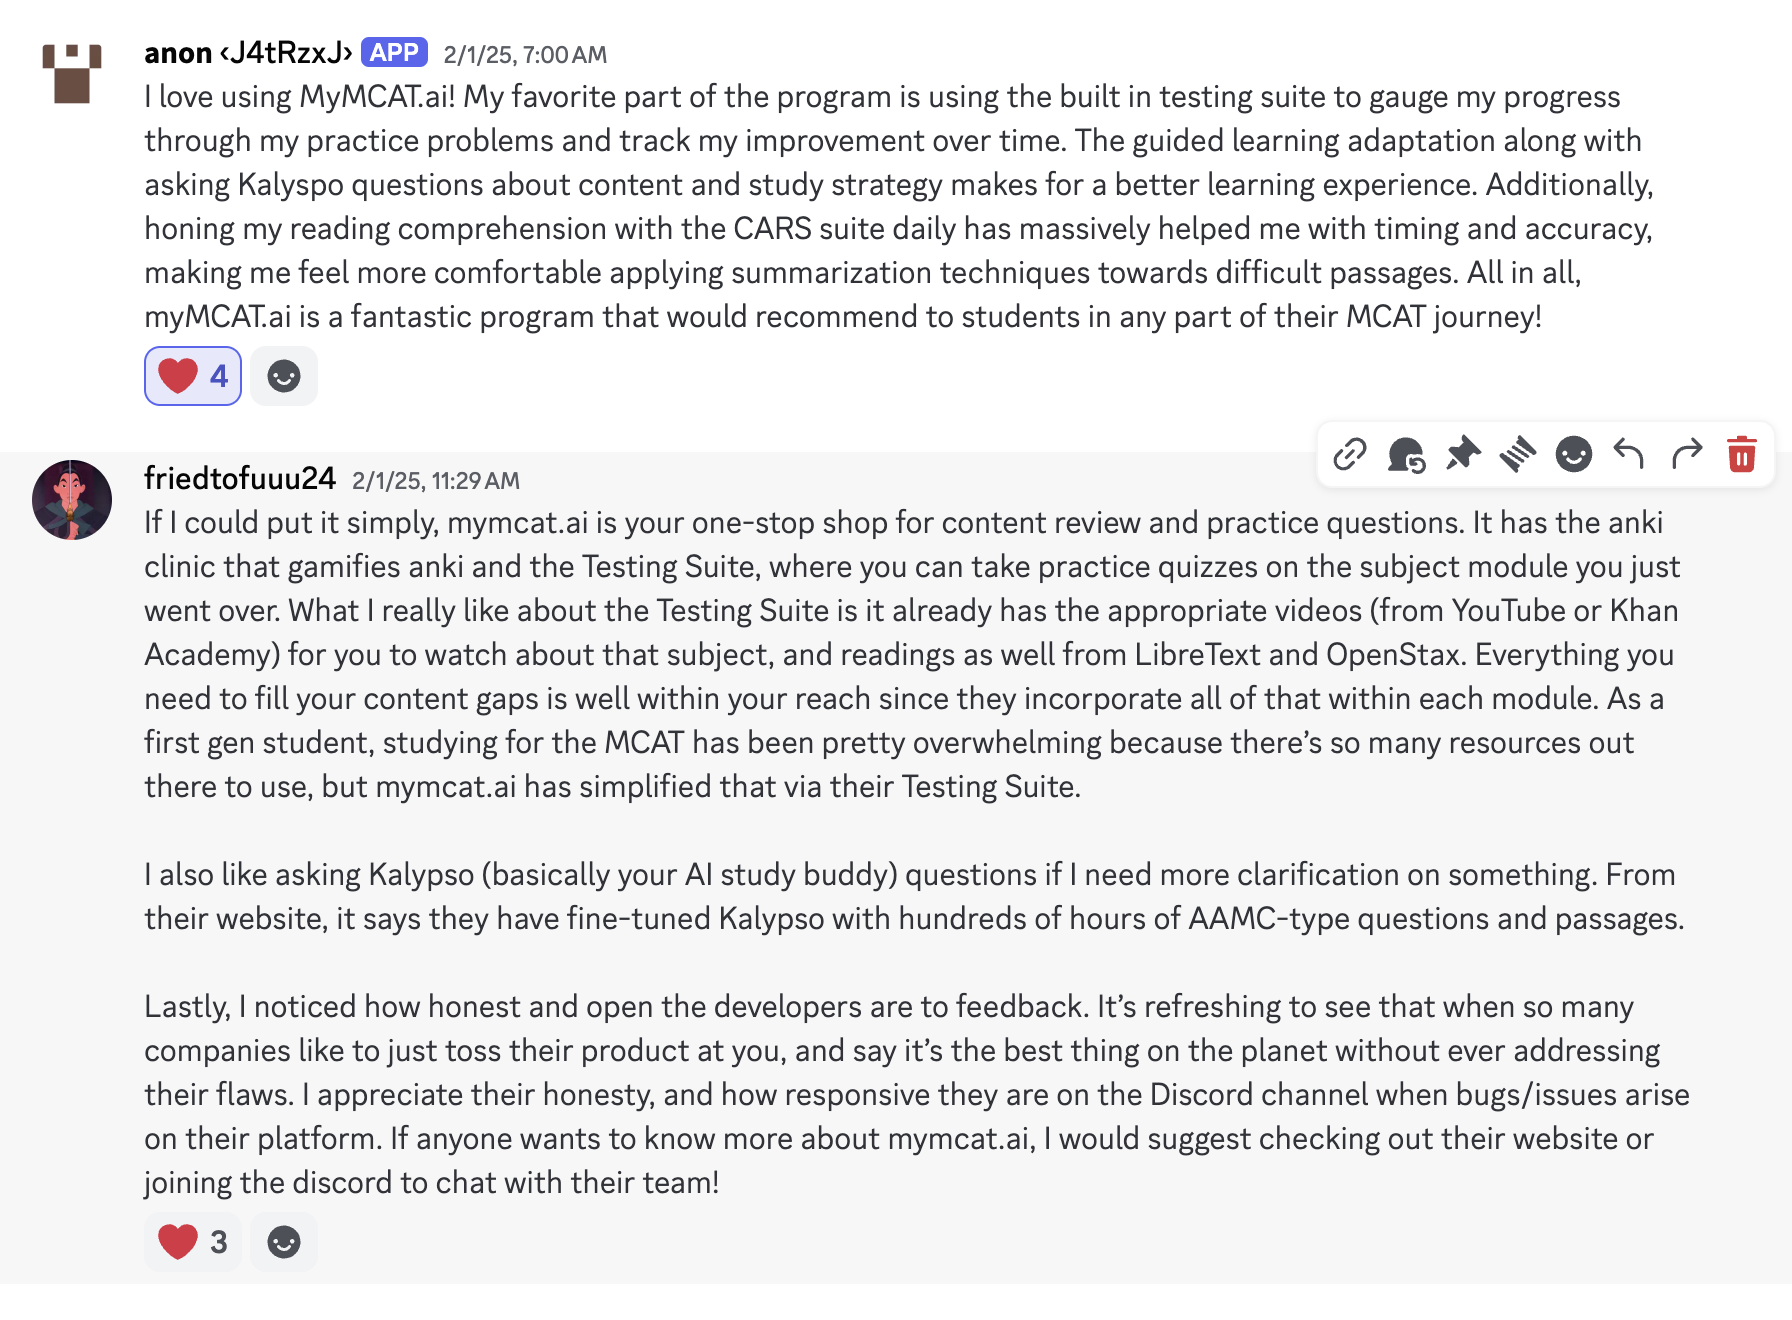 anon ‹J4tRzxJ› APP 2/1/25, 7:00 AM
I love using MyMCAT.ai! My favorite part of the program is using the built in testing suite to gauge my progress
through my practice problems and track my improvement over time. The guided learning adaptation along with
asking Kalyspo questions about content and study strategy makes for a better learning experience. Additionally,
honing my reading comprehension with the CARS suite daily has massively helped me with timing and accuracy,
making me feel more comfortable applying summarization techniques towards difficult passages. All in all,
myMCAT.ai is a fantastic program that would recommend to students in any part of their MCAT journey!
4
friedtofuuu24 2/1/25, 11:29 AM
If I could put it simply, mymcat.ai is your one-stop shop for content review and practice questions. It has the anki
clinic that gamifies anki and the Testing Suite, where you can take practice quizzes on the subject module you just
went over. What I really like about the Testing Suite is it already has the appropriate videos (from YouTube or Khan
Academy) for you to watch about that subject, and readings as well from LibreText and OpenStax. Everything you
need to fill your content gaps is well within your reach since they incorporate all of that within each module. As a
first gen student, studying for the MCAT has been pretty overwhelming because there's so many resources out
there to use, but mymcat.ai has simplified that via their Testing Suite.
I also like asking Kalypso (basically your AI study buddy) questions if I need more clarification on something. From
their website, it says they have fine-tuned Kalypso with hundreds of hours of AAMC-type questions and passages.
Lastly, I noticed how honest and open the developers are to feedback. It's refreshing to see that when so many
companies like to just toss their product at you, and say it's the best thing on the planet without ever addressing
their flaws. I appreciate their honesty, and how responsive they are on the Discord channel when bugs/issues arise
on their platform. If anyone wants to know more about mymcat.ai, I would suggest checking out their website or
joining the discord to chat with their team!
3